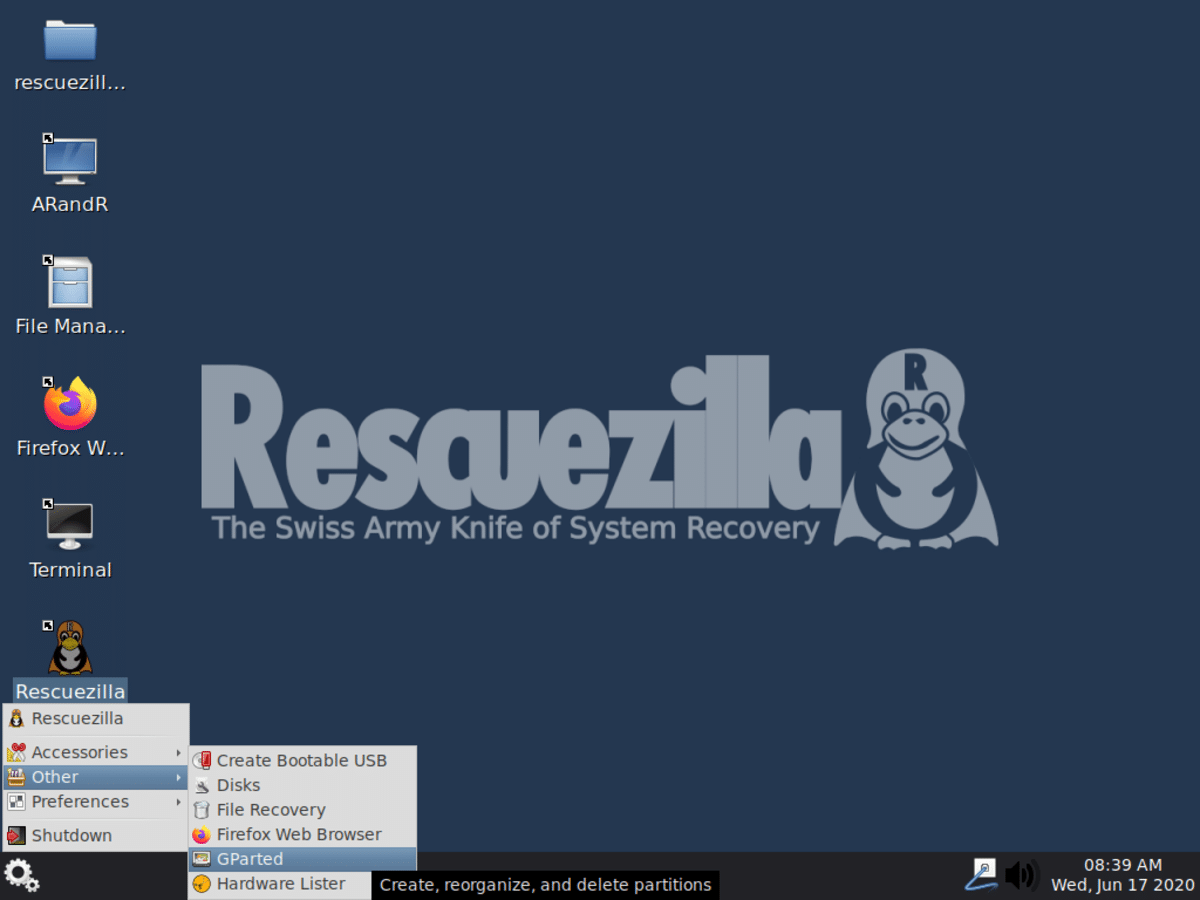 rescuezill...
ARandR
File Mana...
Firefox W...
Terminal
Rescuezilla
Rescuezilla
The Swiss Army Knife of System Recovery
R
Rescuezilla
Accessories
Other
Preferences
Shutdown
Create Bootable USB
Disks
File Recovery
Firefox Web Browser
GParted
Hardware Lister
Create, reorganize, and delete partitions
08:39 AM
Wed, Jun 17 2020